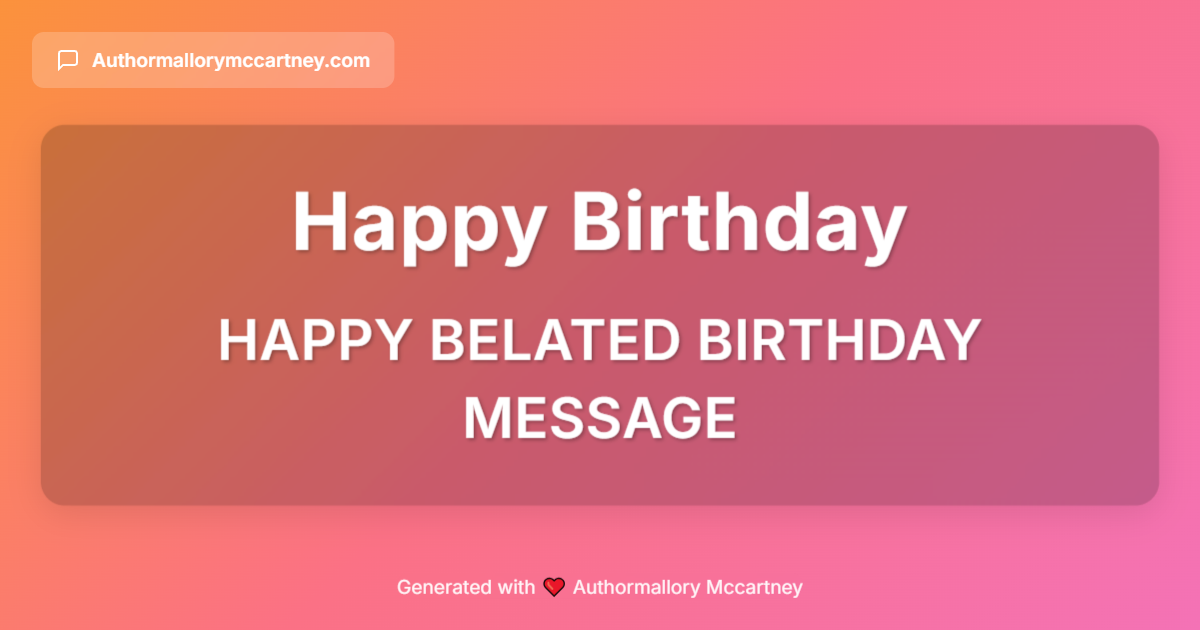 Authormallorymccartney.com
Happy Birthday
HAPPY BELATED BIRTHDAY
MESSAGE
Generated with ❤️ Authormallory Mccartney